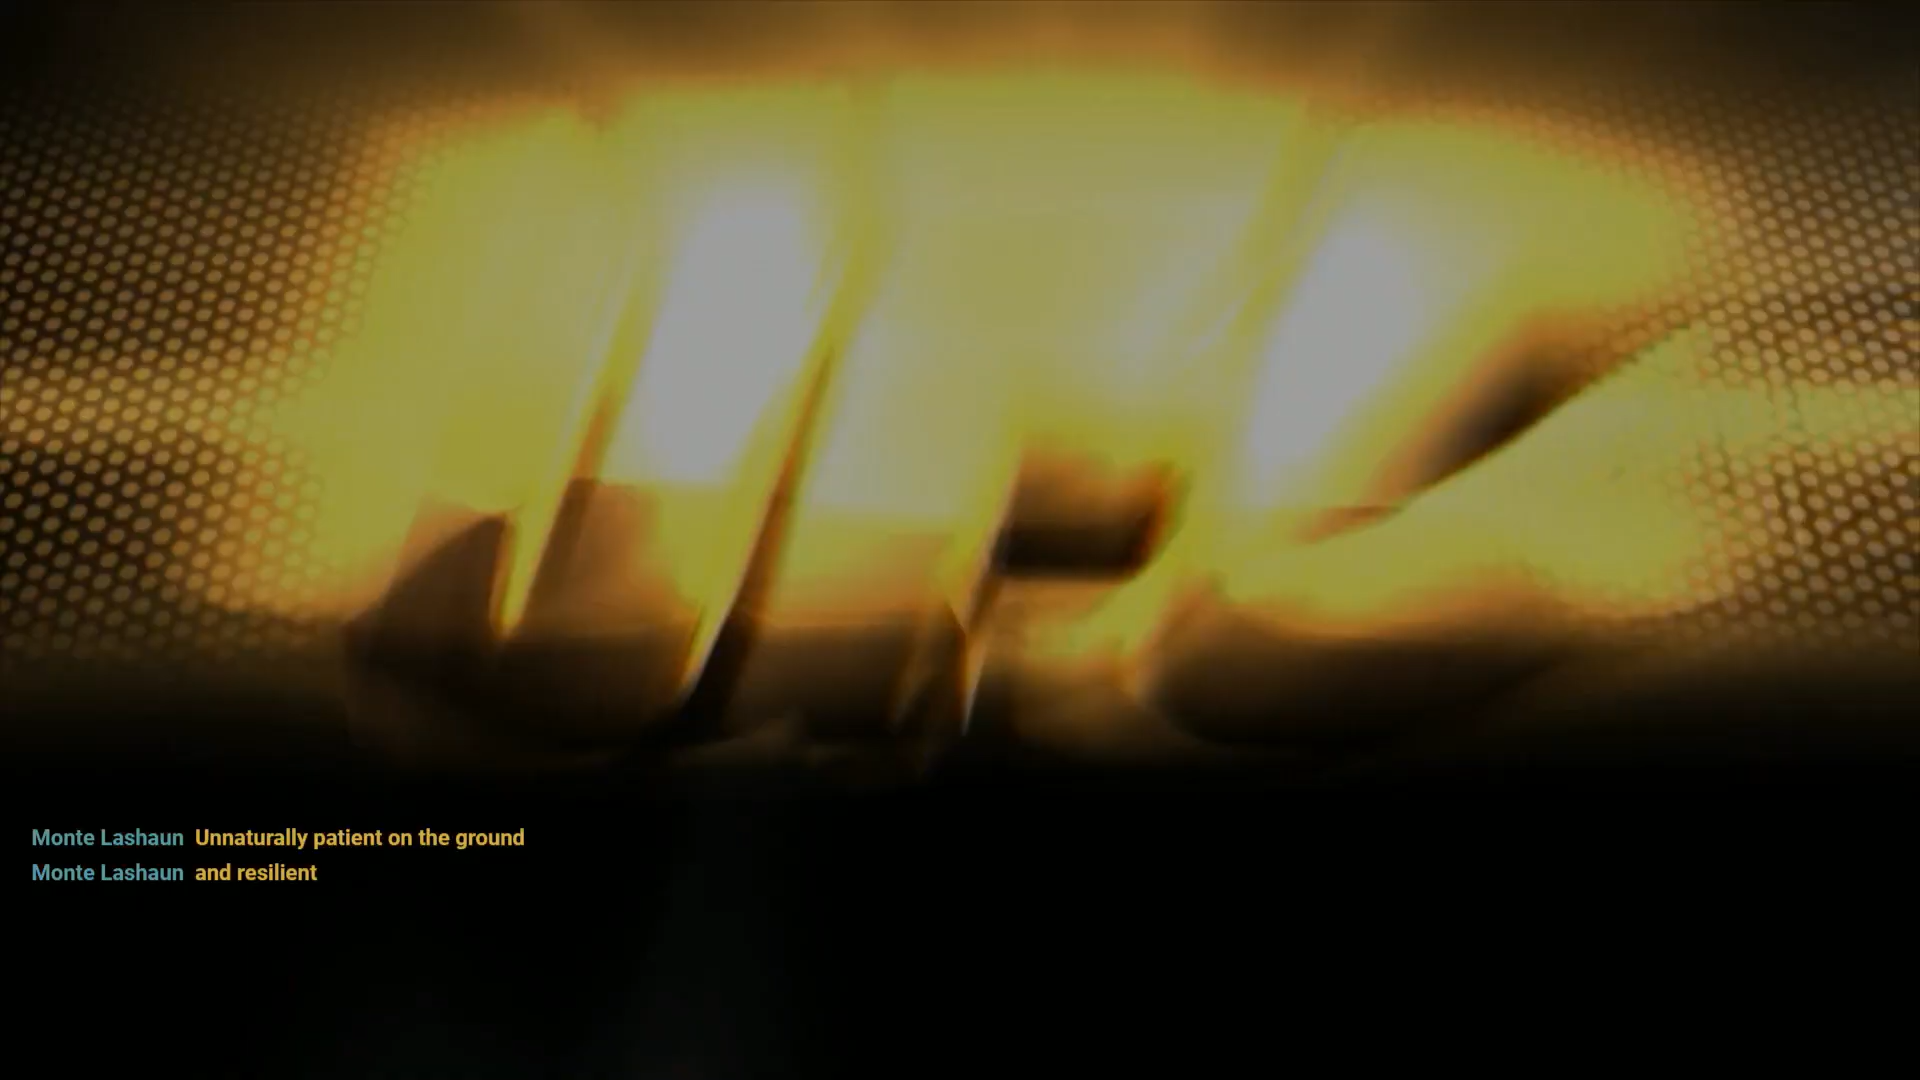 Monte Lashaun Unnaturally patient on the ground
Monte Lashaun and resilient